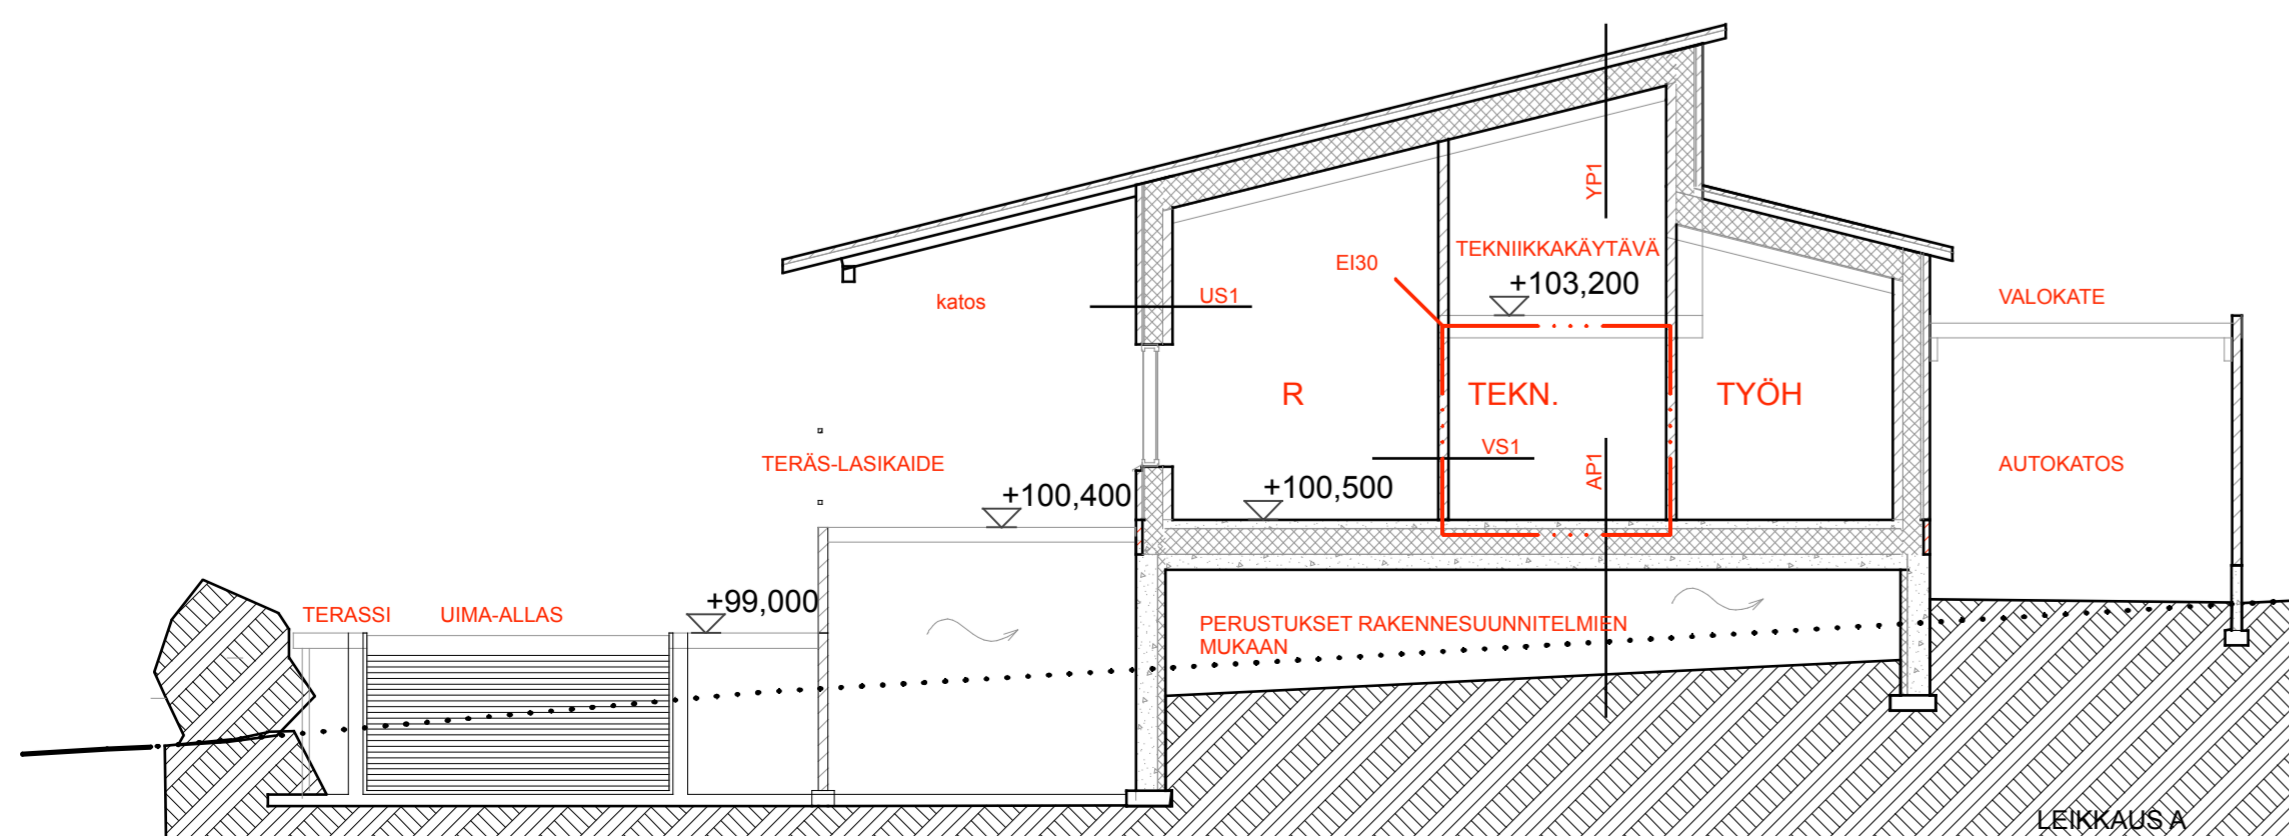 YP1
TEKNIIKKAKÄYTÄVÄ
EI30
+103,200
katos
US1
VALOKATE
R
TEKN.
TYÖH
TERÄS-LASIKAIDE
VS1
AP1
AUTOKATOS
+100,400
+100,500
+99,000
TERASSI
UIMA-ALLAS
PERUSTUKSET RAKENNESUUNNITELMIEN
MUKAAN
LEIKKAUS A